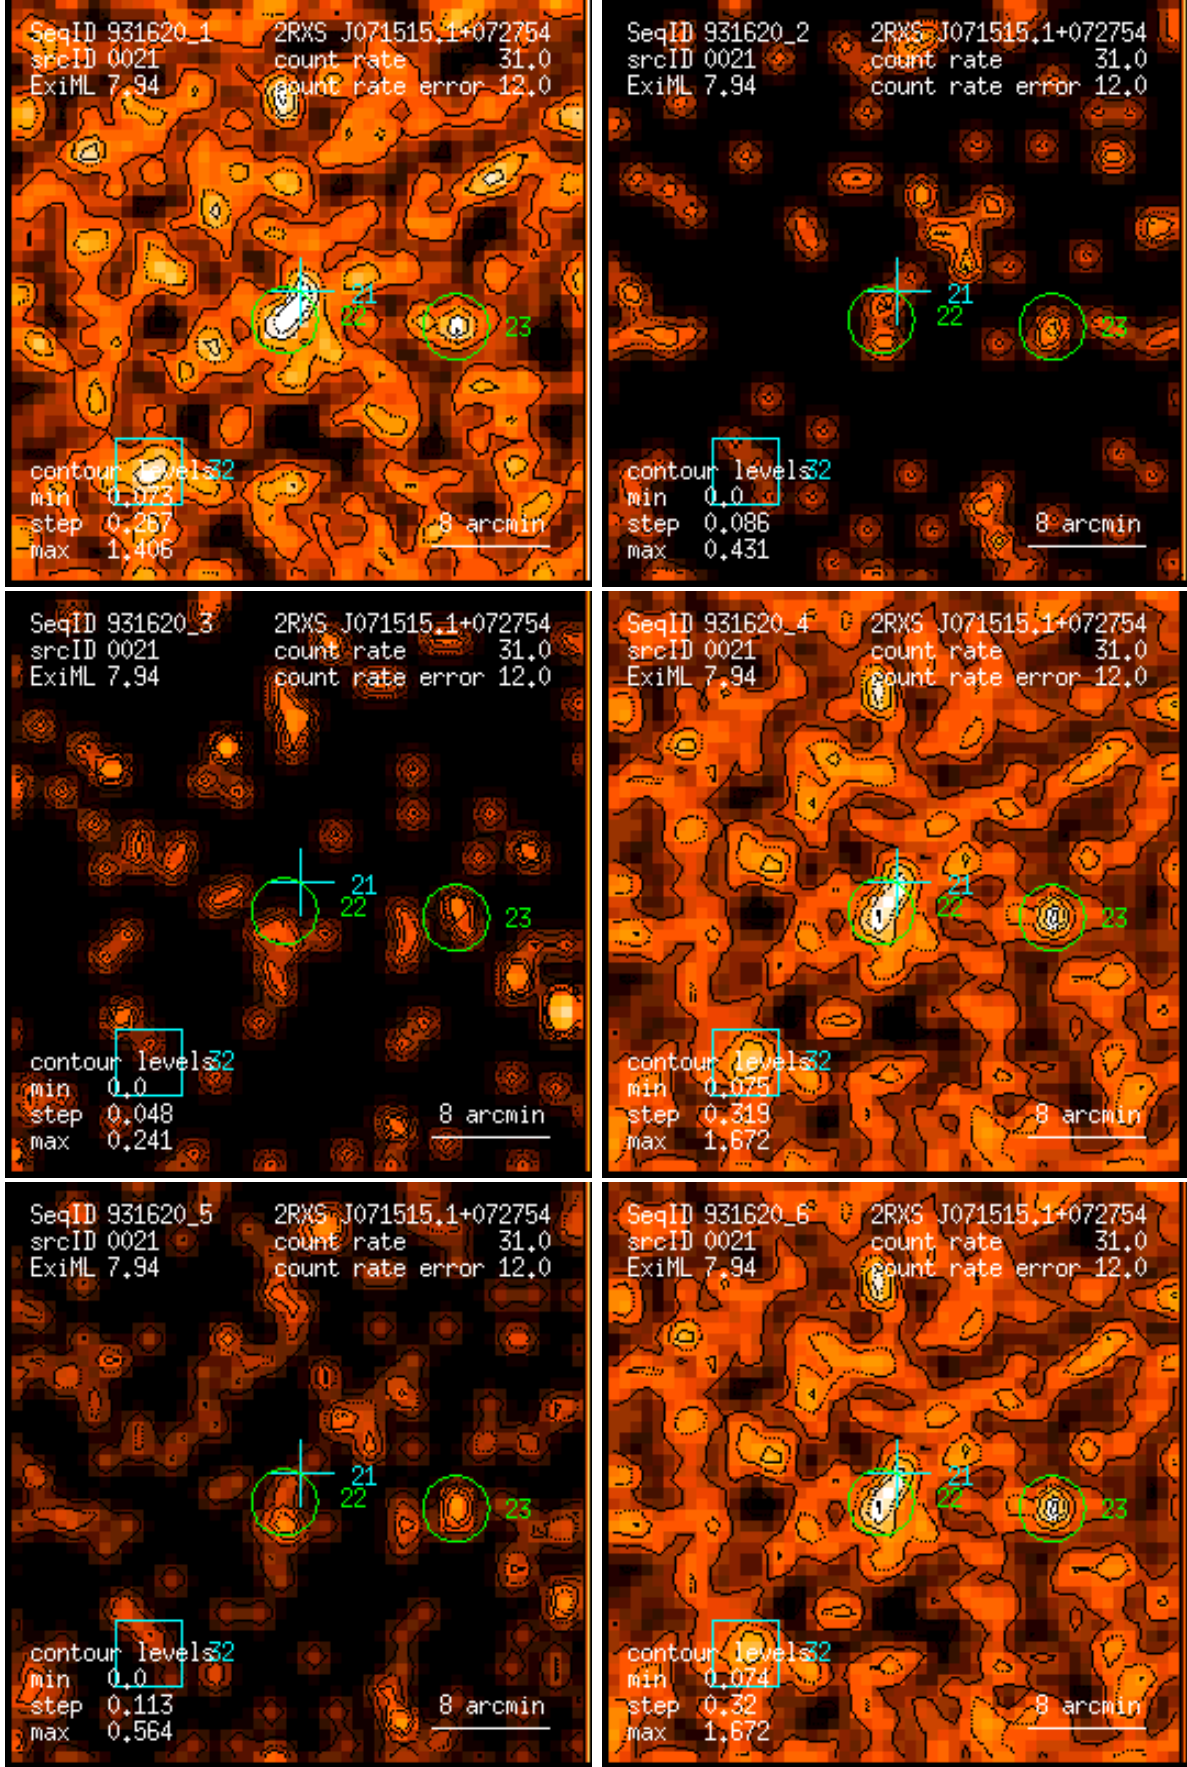 SeqID 931620_1 2RXS J071515.1+072754
srcID 0021 count rate 31.0
ExiML 7.94 count rate error 12.0
21
22
23
contour levels 32
min 0.073
step 0.267 8 arcmin
max 1.406
SeqID 931620_2 2RXS J071515.1+072754
srcID 0021 count rate 31.0
ExiML 7.94 count rate error 12.0
21
22
23
contour levels 32
min 0.0
step 0.086 8 arcmin
max 0.431
SeqID 931620_3 2RXS J071515.1+072754
srcID 0021 count rate 31.0
ExiML 7.94 count rate error 12.0
21
22
23
contour levels 32
min 0.0
step 0.048 8 arcmin
max 0.241
SeqID 931620_4 2RXS J071515.1+072754
srcID 0021 count rate 31.0
ExiML 7.94 count rate error 12.0
21
22
23
contour levels 32
min 0.075
step 0.319 8 arcmin
max 1.672
SeqID 931620_5 2RXS J071515.1+072754
srcID 0021 count rate 31.0
ExiML 7.94 count rate error 12.0
21
22
23
contour levels 32
min 0.0
step 0.113 8 arcmin
max 0.564
SeqID 931620_6 2RXS J071515.1+072754
srcID 0021 count rate 31.0
ExiML 7.94 count rate error 12.0
21
22
23
contour levels 32
min 0.074
step 0.32 8 arcmin
max 1.672